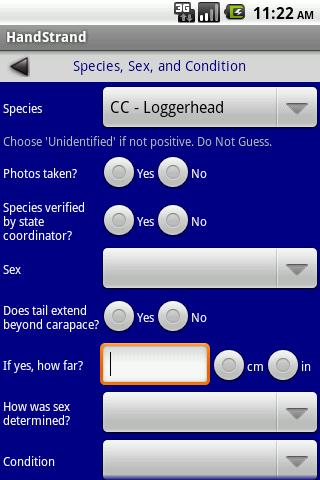 3G 11:22 AM
HandStrand
Species, Sex, and Condition
Species CC - Loggerhead
Choose 'Unidentified' if not positive. Do Not Guess.
Photos taken? Yes No
Species verified
by state
coordinator? Yes No
Sex
Does tail extend
beyond carapace? Yes No
If yes, how far? cm in
How was sex
determined?
Condition